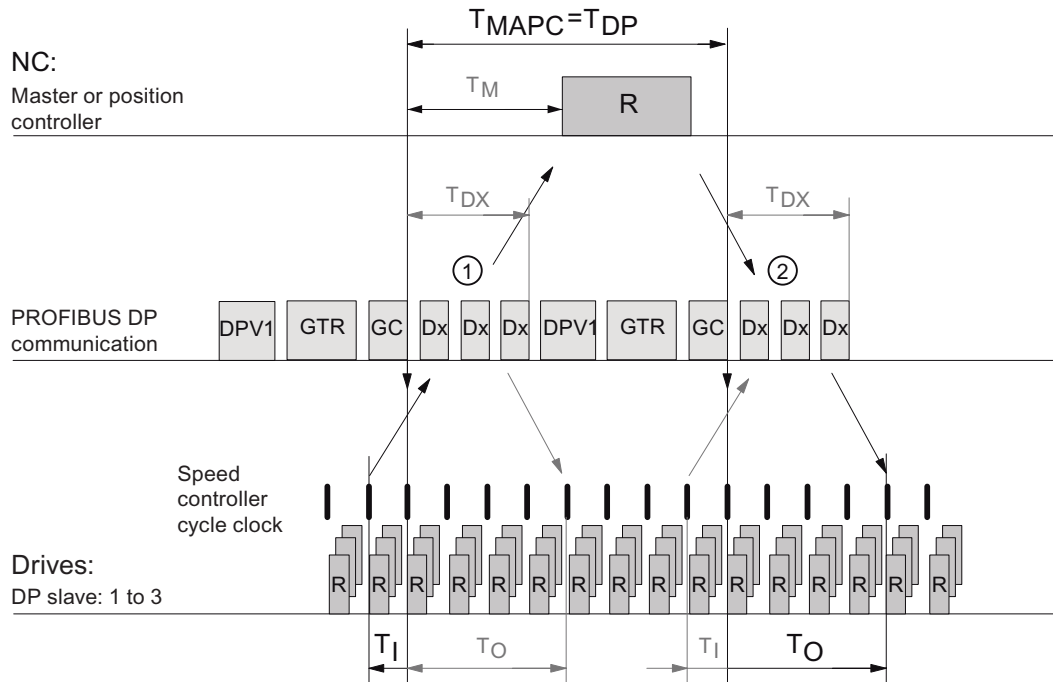 TMAPC=TDP
NC:
Master or position
controller
TM
R
TDX
TDX
1
2
PROFIBUS DP
communication
DPV1
GTR
GC
Dx
Dx
Dx
DPV1
GTR
GC
Dx
Dx
Dx
Speed
controller
cycle clock
Drives:
DP slave: 1 to 3
R R R R R R R R R R R R R R R R
TI
TO
TI
TO